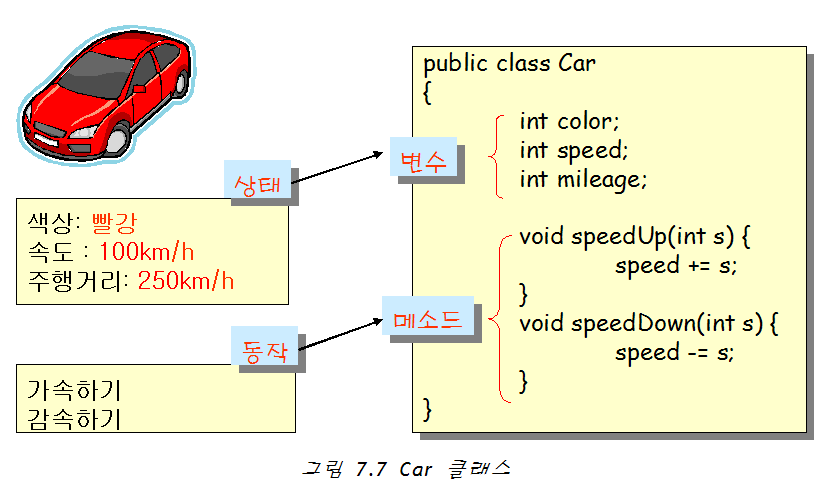 상태
색상: 빨강
속도 : 100km/h
주행거리: 250km/h
동작
가속하기
감속하기
변수
메소드
public class Car
{
int color;
int speed;
int mileage;
void speedUp(int s) {
speed += s;
}
void speedDown(int s) {
speed -= s;
}
}
그림 7.7 Car 클래스